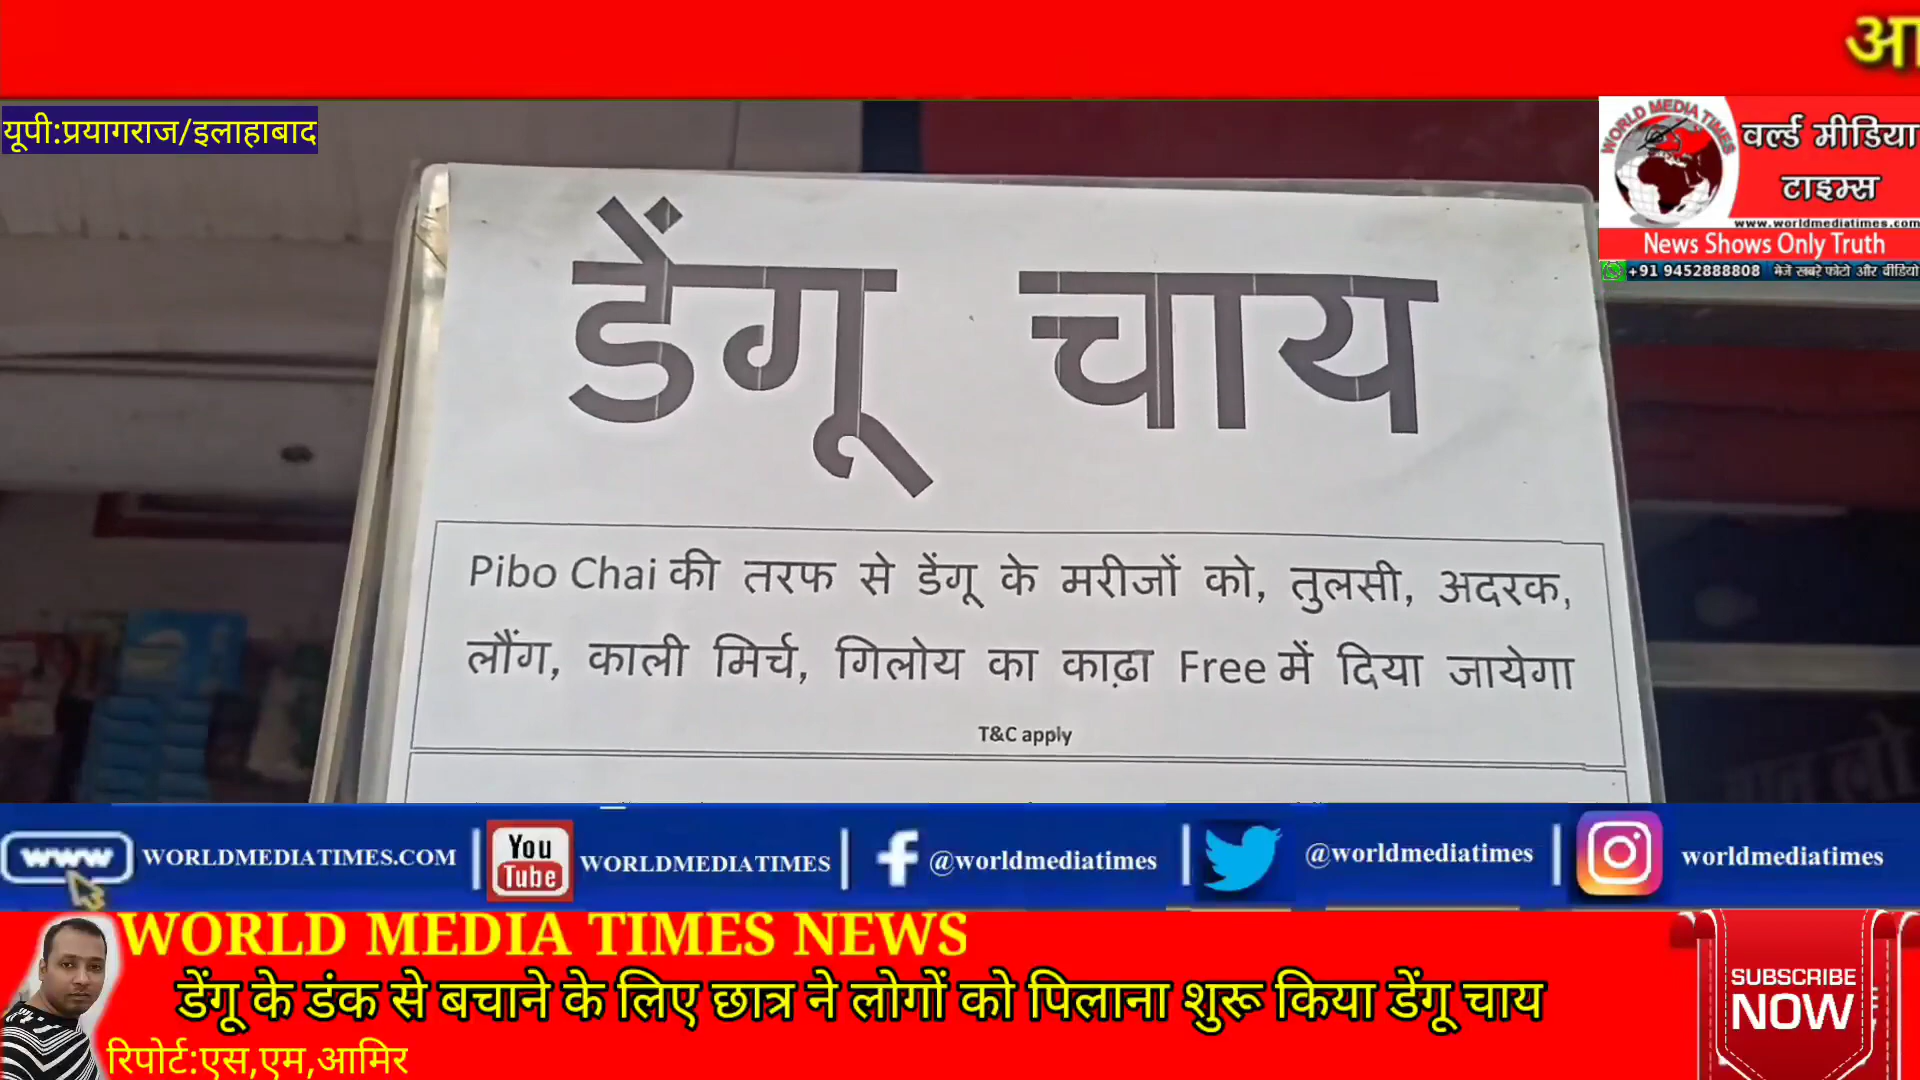 आ
यूपी:प्रयागराज/इलाहाबाद
WORLD MEDIA TIMES
वर्ल्ड मीडिया
टाइम्स
www.worldmediatimes.com
News Shows Only Truth
+91 9452888808 भेजें खबरे फोटो और वीडियो
डेंगू चाय
Pibo Chai की तरफ से डेंगू के मरीजों को, तुलसी, अदरक,
लौंग, काली मिर्च, गिलोय का काढ़ा Free में दिया जायेगा
T&C apply
www WORLDMEDIATIMES.COM
You Tube WORLDMEDIATIMES
@worldmediatimes
@worldmediatimes
worldmediatimes
WORLD MEDIA TIMES NEWS
डेंगू के डंक से बचाने के लिए छात्र ने लोगों को पिलाना शुरू किया डेंगू चाय
रिपोर्ट:एस,एम,आमिर
SUBSCRIBE
NOW